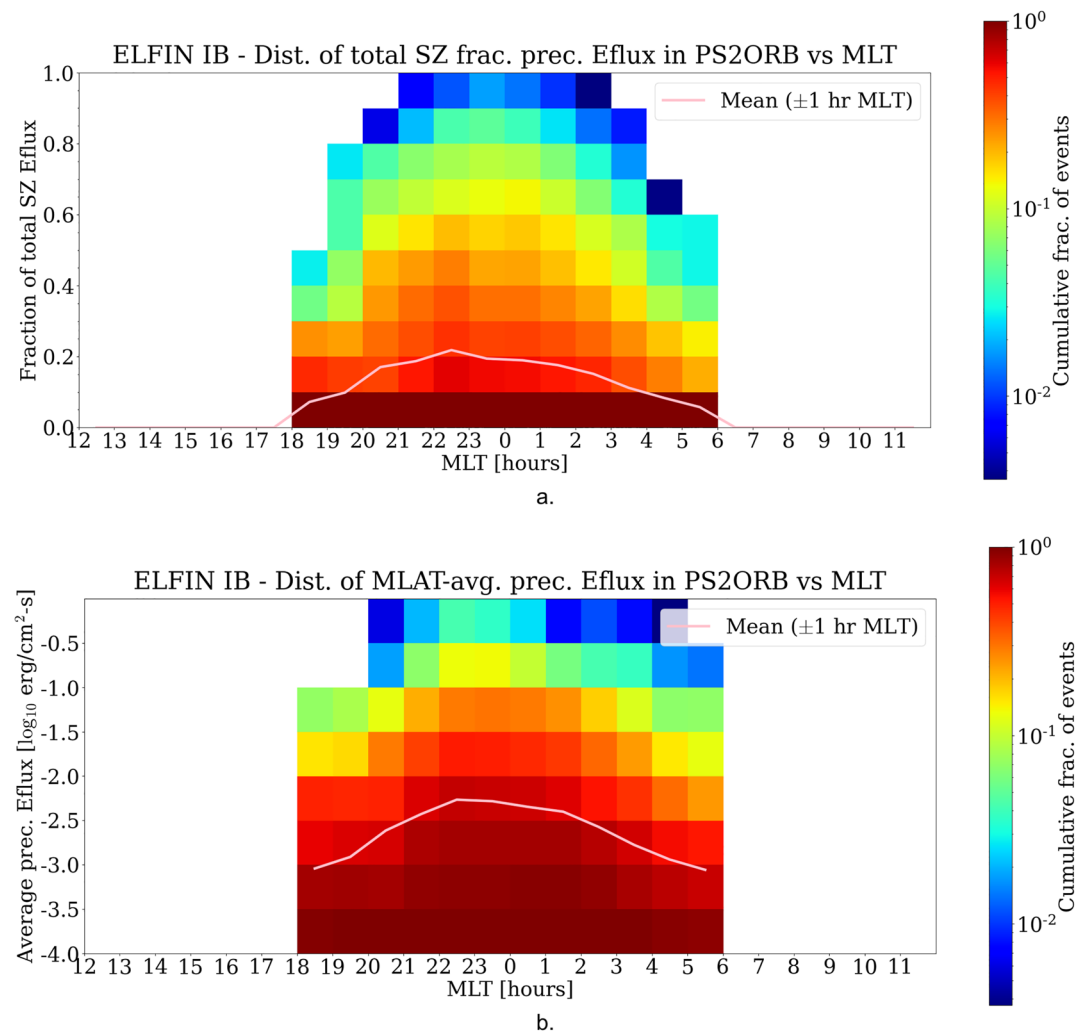 ELFIN IB - Dist. of total SZ frac. prec. Eflux in PS2ORB vs MLT
Mean (±1 hr MLT)
Fraction of total SZ Eflux
1.0
0.8
0.6
0.4
0.2
0.0
12 13 14 15 16 17 18 19 20 21 22 23 0 1 2 3 4 5 6 7 8 9 10 11
MLT [hours]
10⁰
10⁻¹
10⁻²
Cumulative frac. of events
a.
ELFIN IB - Dist. of MLAT-avg. prec. Eflux in PS2ORB vs MLT
Mean (±1 hr MLT)
Average prec. Eflux [log₁₀ erg/cm²-s]
-0.5
-1.0
-1.5
-2.0
-2.5
-3.0
-3.5
-4.0
12 13 14 15 16 17 18 19 20 21 22 23 0 1 2 3 4 5 6 7 8 9 10 11
MLT [hours]
10⁰
10⁻¹
10⁻²
Cumulative frac. of events
b.